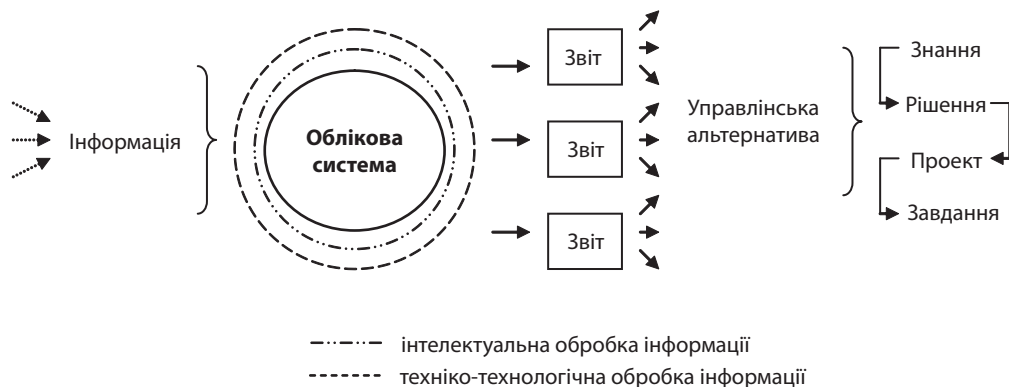 Інформація
Облікова
система
Звіт
Звіт
Звіт
Управлінська
альтернатива
Знання
Рішення
Проект
Завдання
інтелектуальна обробка інформації
техніко-технологічна обробка інформації